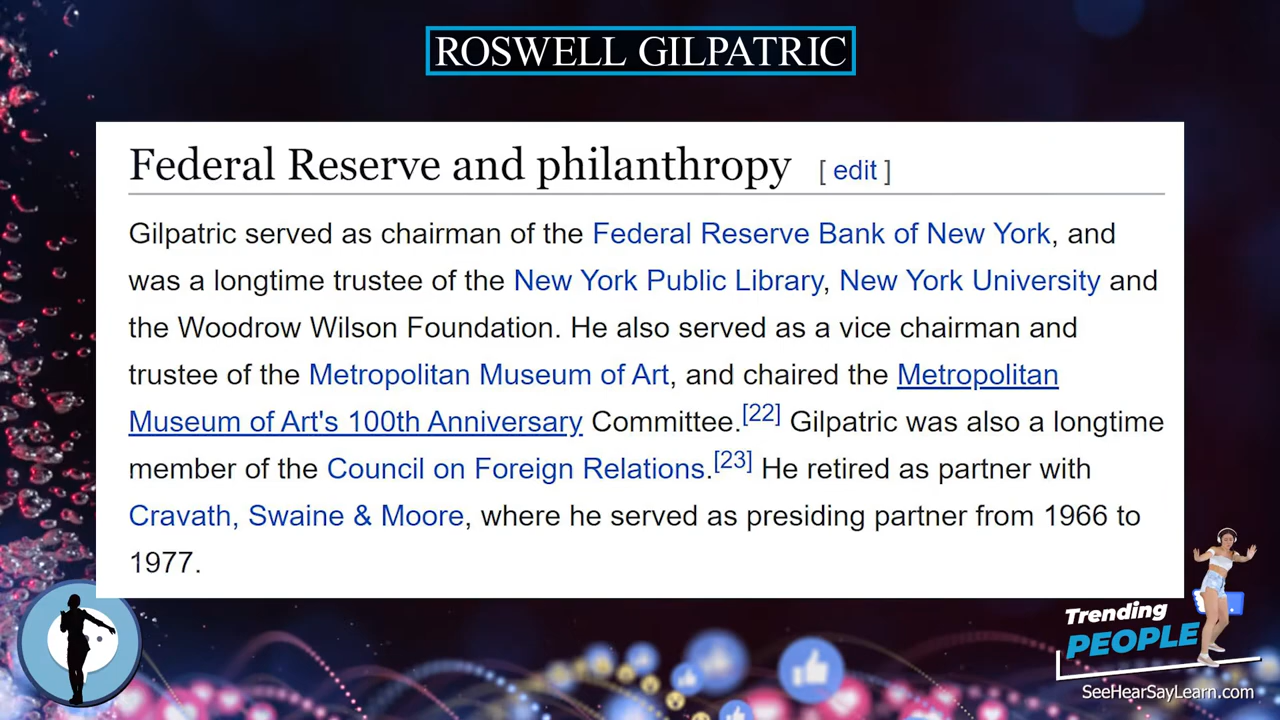 ROSWELL GILPATRIC
Federal Reserve and philanthropy [ edit ]
Gilpatric served as chairman of the Federal Reserve Bank of New York, and
was a longtime trustee of the New York Public Library, New York University and
the Woodrow Wilson Foundation. He also served as a vice chairman and
trustee of the Metropolitan Museum of Art, and chaired the Metropolitan
Museum of Art's 100th Anniversary Committee.[22] Gilpatric was also a longtime
member of the Council on Foreign Relations.[23] He retired as partner with
Cravath, Swaine & Moore, where he served as presiding partner from 1966 to
1977.
Trending
PEOPLE
SeeHearSayLearn.com